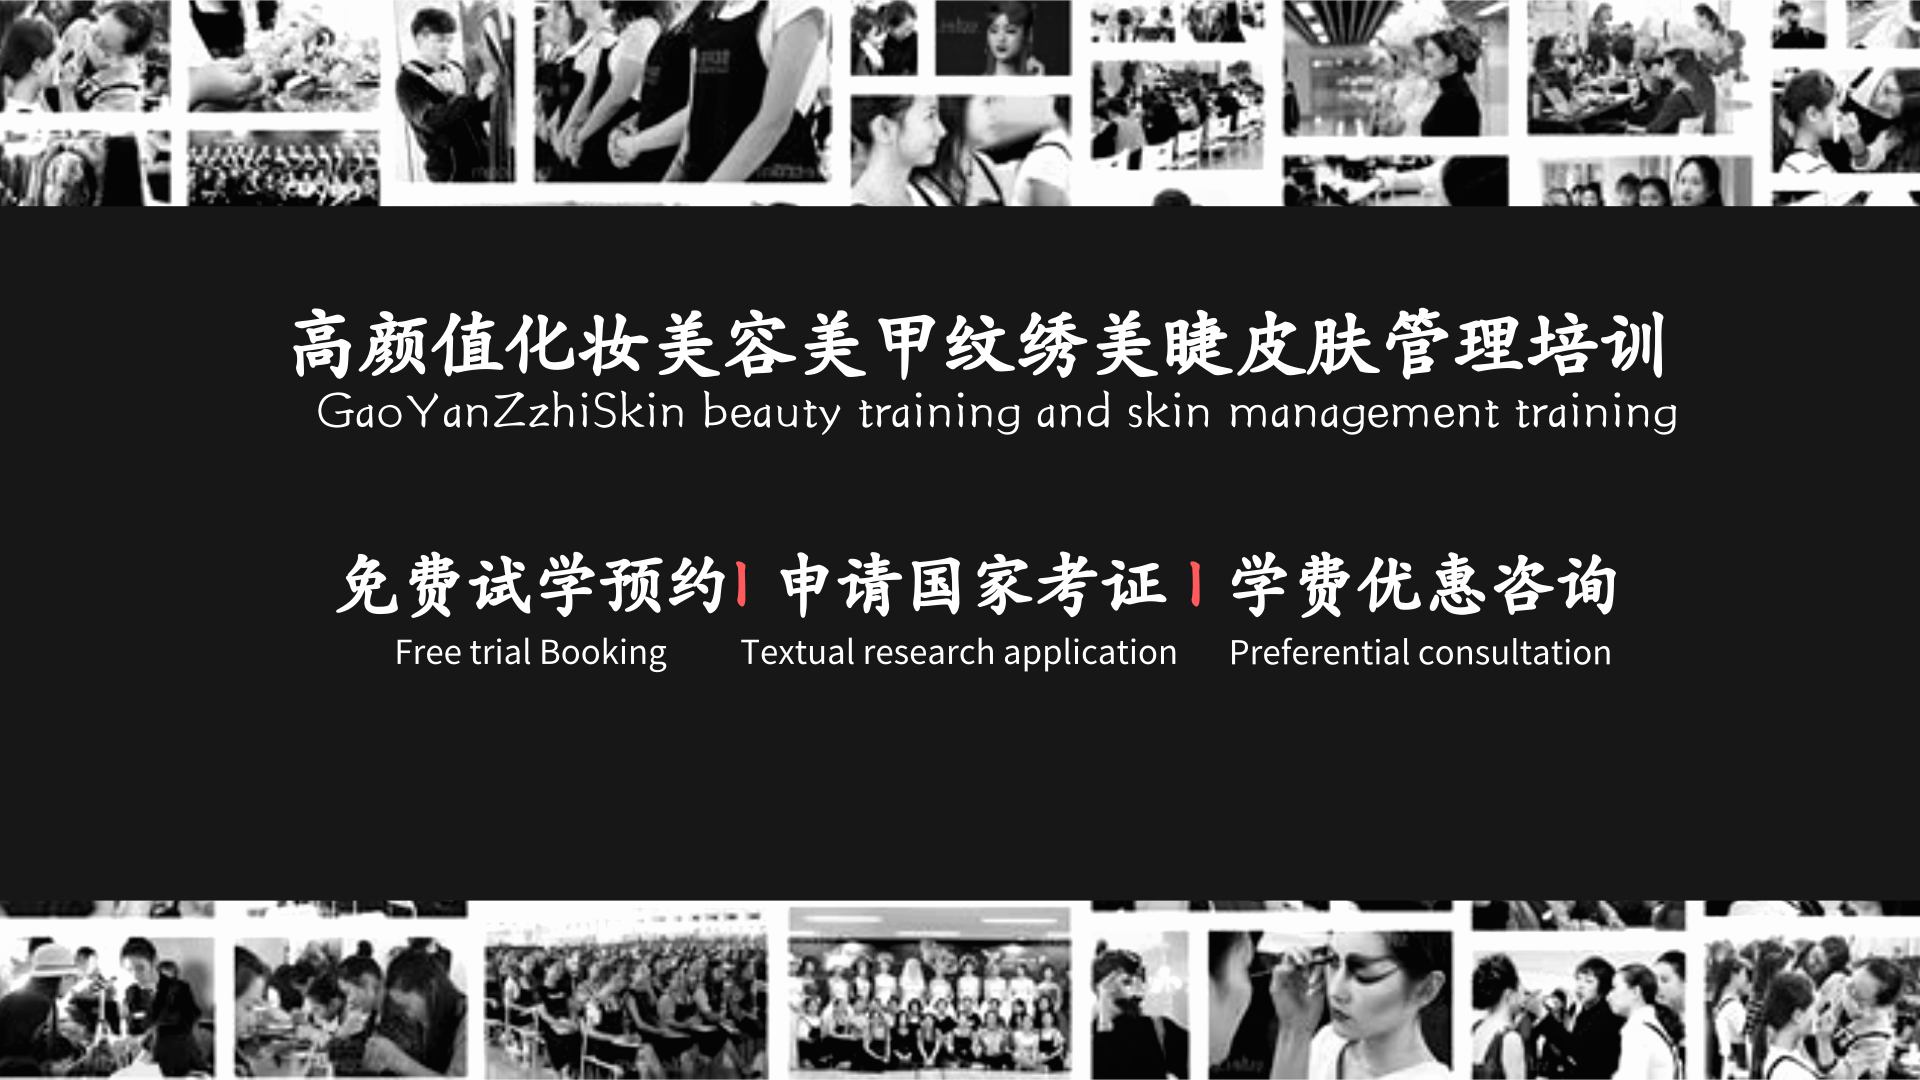 高颜值化妆美容美甲纹绣美睫皮肤管理培训
GaoYanZzhiSkin beauty training and skin management training
免费试学预约 | 申请国家考证 | 学费优惠咨询
Free trial Booking Textual research application Preferential consultation